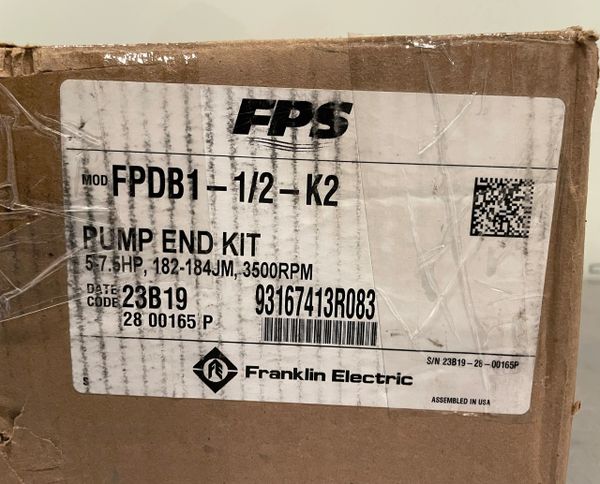 FPS
MOD FPDB1-1/2-K2
PUMP END KIT
5-7.5HP, 182-184JM, 3500RPM
DATE CODE 23B19
28 00165 P
93167413R083
S/N 23B19-28-00165P
FE Franklin Electric
S
ASSEMBLED IN USA